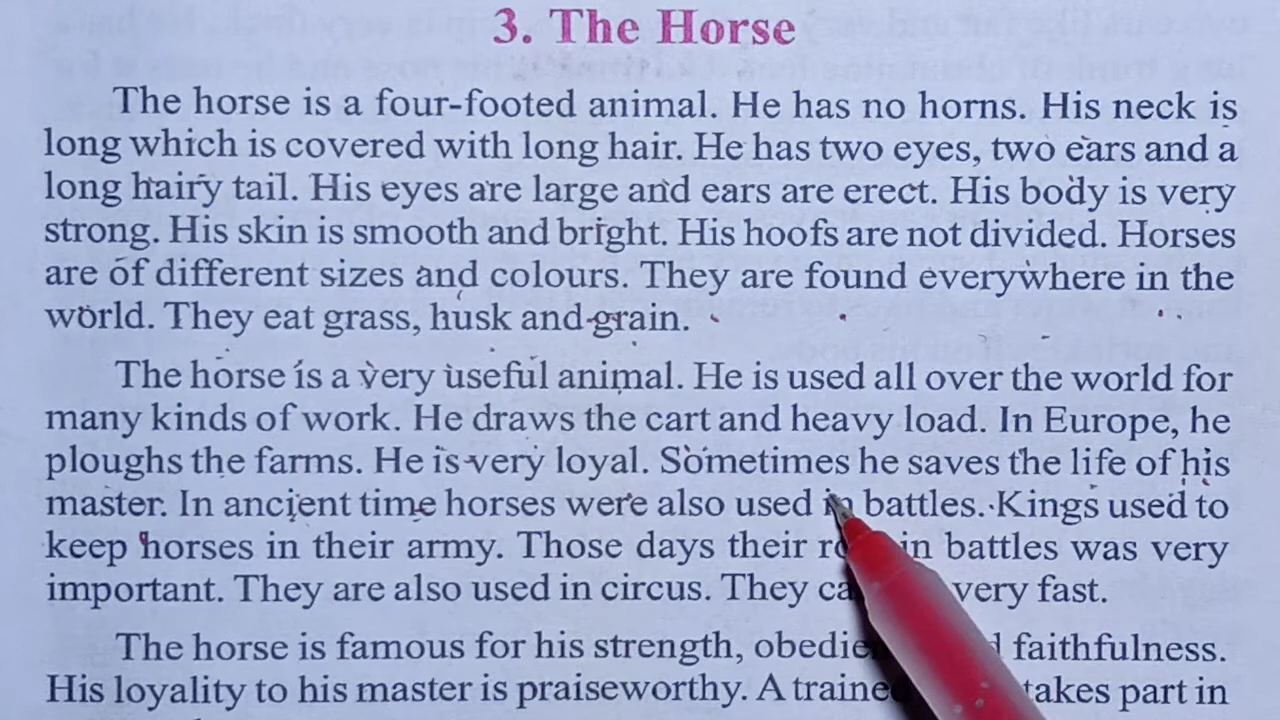 3. The Horse
The horse is a four-footed animal. He has no horns. His neck is
long which is covered with long hair. He has two eyes, two ears and a
long hairy tail. His eyes are large and ears are erect. His body is very
strong. His skin is smooth and bright. His hoofs are not divided. Horses
are of different sizes and colours. They are found everywhere in the
world. They eat grass, husk and grain.
The horse is a very useful animal. He is used all over the world for
many kinds of work. He draws the cart and heavy load. In Europe, he
ploughs the farms. He is very loyal. Sometimes he saves the life of his
master. In ancient time horses were also used in battles. Kings used to
keep horses in their army. Those days their in battles was very
important. They are also used in circus. They very fast.
The horse is famous for his strength, faithfulness.
His loyality to his master is praiseworthy. A trained takes part in